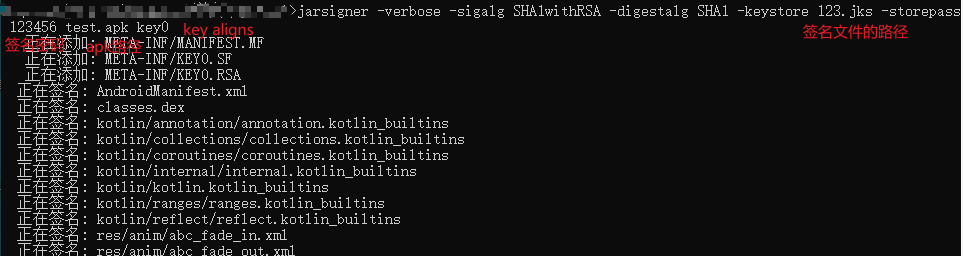 >jarsigner -verbose -sigalg SHA1withRSA -digestalg SHA1 -keystore 123.jks -storepass
123456 test.apk key0
key aligns
签名文件的路径
正在添加: META-INF/MANIFEST.MF
正在添加: META-INF/KEY0.SF
正在添加: META-INF/KEY0.RSA
正在签名: AndroidManifest.xml
正在签名: classes.dex
正在签名: kotlin/annotation/annotation.kotlin_builtins
正在签名: kotlin/collections/collections.kotlin_builtins
正在签名: kotlin/coroutines/coroutines.kotlin_builtins
正在签名: kotlin/internal/internal.kotlin_builtins
正在签名: kotlin/kotlin.kotlin_builtins
正在签名: kotlin/ranges/ranges.kotlin_builtins
正在签名: kotlin/reflect/reflect.kotlin_builtins
正在签名: res/anim/abc_fade_in.xml
正在签名: res/anim/abc_fade_out.xml